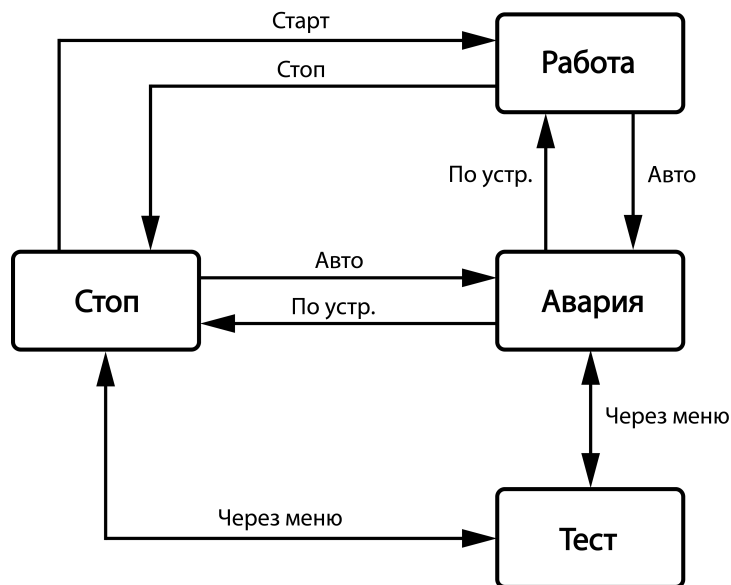 Старт
Работа
Стоп
По устр.
Авто
Авто
Стоп
Авария
По устр.
Через меню
Через меню
Тест